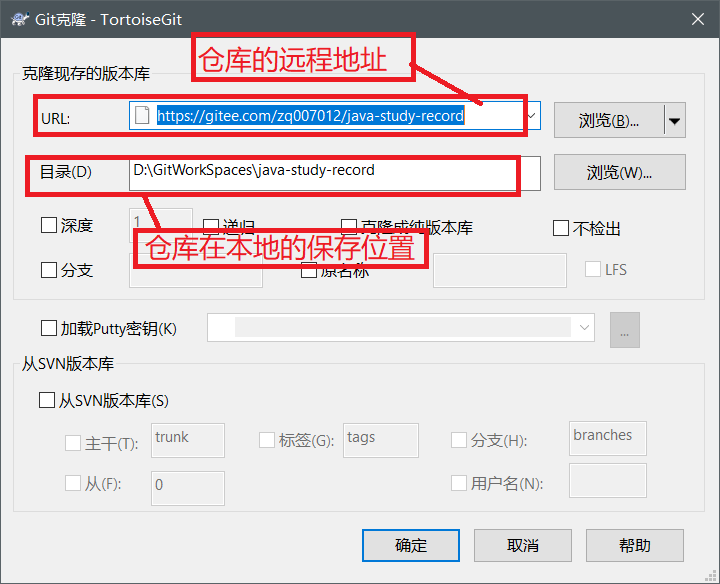 Git克隆 - TortoiseGit
仓库的远程地址
克隆现存的版本库
URL: https://gitee.com/zq007012/java-study-record 浏览(B)...
目录(D) D:\GitWorkSpaces\java-study-record 浏览(W)...
深度 1 递归 克隆成纯版本库 不检出
仓库在本地的保存位置
分支 原名称 LFS
加载Putty密钥(K) ...
从SVN版本库
从SVN版本库(S)
主干(T): trunk 标签(G): tags 分支(H): branches
从(F): 0 用户名(N):
确定 取消 帮助